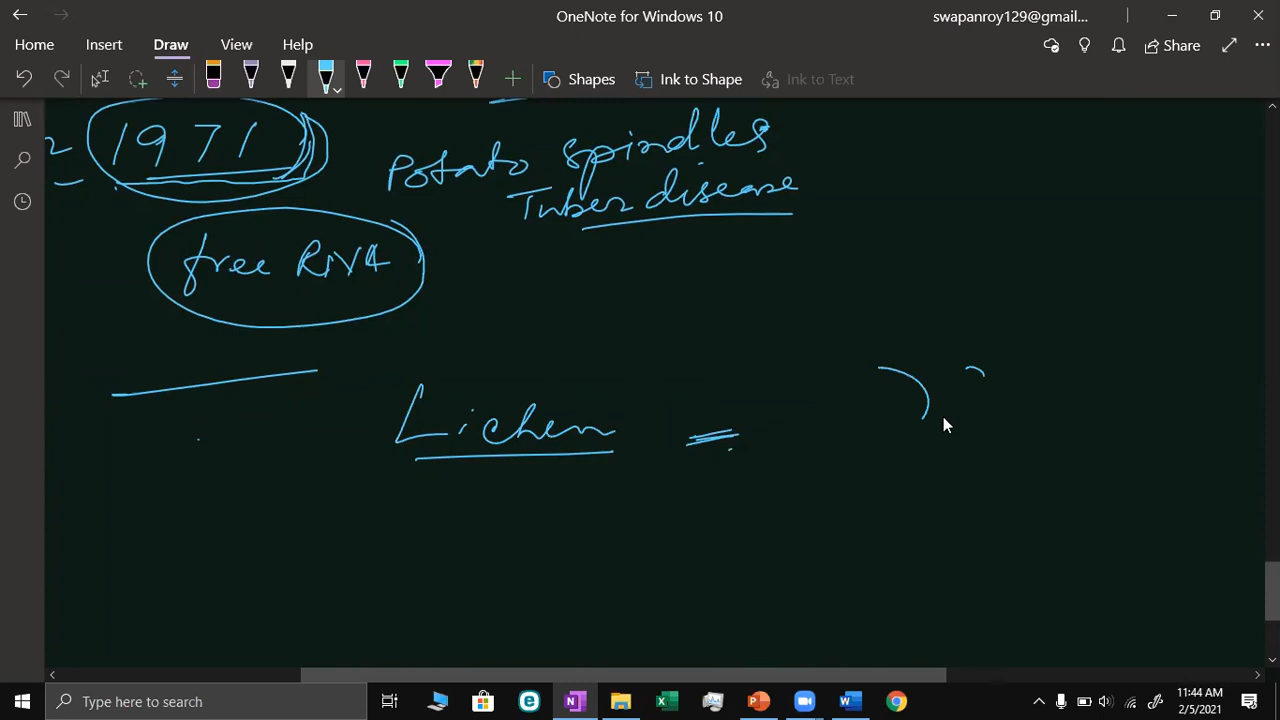 OneNote for Windows 10
swapanroy129@gmail...
Home Insert Draw View Help
Share
Shapes Ink to Shape Ink to Text
1971
Potato spindles
Tuber disease
free RNA
Lichen =
Type here to search
1:44 AM
2/5/2021